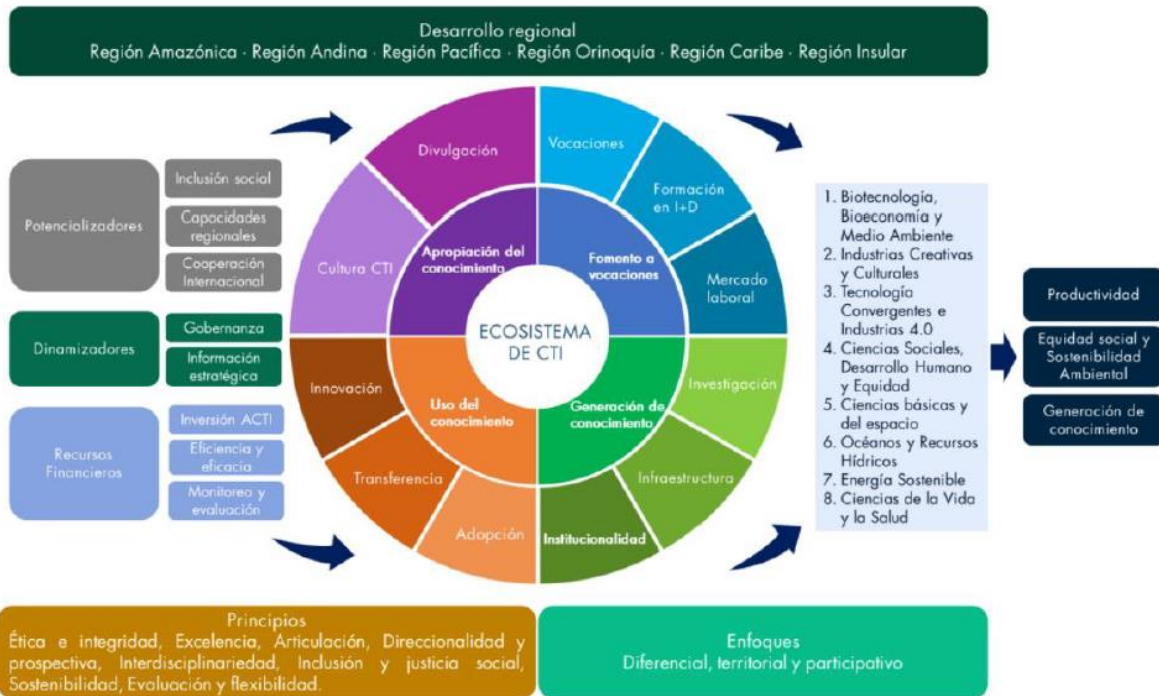 Desarrollo regional
Región Amazónica · Región Andina · Región Pacífica · Región Orinoquía · Región Caribe · Región Insular
Potencializadores
Inclusión social
Capacidades
regionales
Cooperación
Internacional
Dinamizadores
Gobernanza
Información
estratégica
Recursos
Financieros
Inversión ACTI
Eficiencia y
eficacia
Monitoreo y
evaluación
Divulgación
Cultura CTI
Apropiación del
conocimiento
Vocaciones
Formación
en I+D
Mercado
laboral
Fomento a
vocaciones
ECOSISTEMA
DE CTI
Innovación
Transferencia
Adopción
Uso del
conocimiento
Generación de
conocimiento
Investigación
Infraestructura
Institucionalidad
1. Biotecnología,
Bioeconomía y
Medio Ambiente
2. Industrias Creativas
y Culturales
3. Tecnología
Convergentes e
Industrias 4.0
4. Ciencias Sociales,
Desarrollo Humano
y Equidad
5. Ciencias básicas y
del espacio
6. Océanos y Recursos
Hídricos
7. Energía Sostenible
8. Ciencias de la Vida
y la Salud
Productividad
Equidad social y
Sostenibilidad
Ambiental
Generación de
conocimiento
Principios
Ética e integridad, Excelencia, Articulación, Direccionalidad y
prospectiva, Interdisciplinariedad, Inclusión y justicia social,
Sostenibilidad, Evaluación y flexibilidad.
Enfoques
Diferencial, territorial y participativo